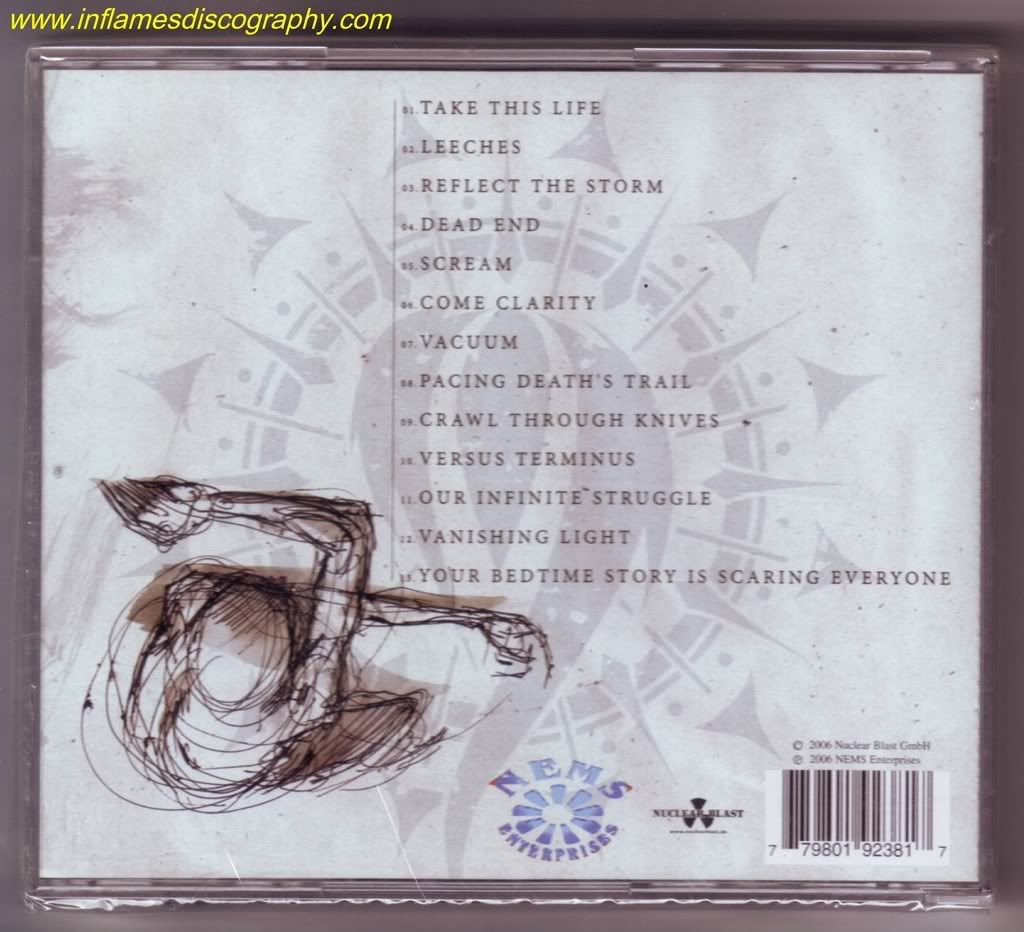 www.inflamesdiscography.com
01. TAKE THIS LIFE
02. LEECHES
03. REFLECT THE STORM
04. DEAD END
05. SCREAM
06. COME CLARITY
07. VACUUM
08. PACING DEATH'S TRAIL
09. CRAWL THROUGH KNIVES
10. VERSUS TERMINUS
11. OUR INFINITE STRUGGLE
12. VANISHING LIGHT
13. YOUR BEDTIME STORY IS SCARING EVERYONE
© 2006 Nuclear Blast GmbH
℗ 2006 NEMS Enterprises
NEMS
ENTERPRISES
NUCLEAR BLAST
www.nuclearblast.de
7 79801 92381 7